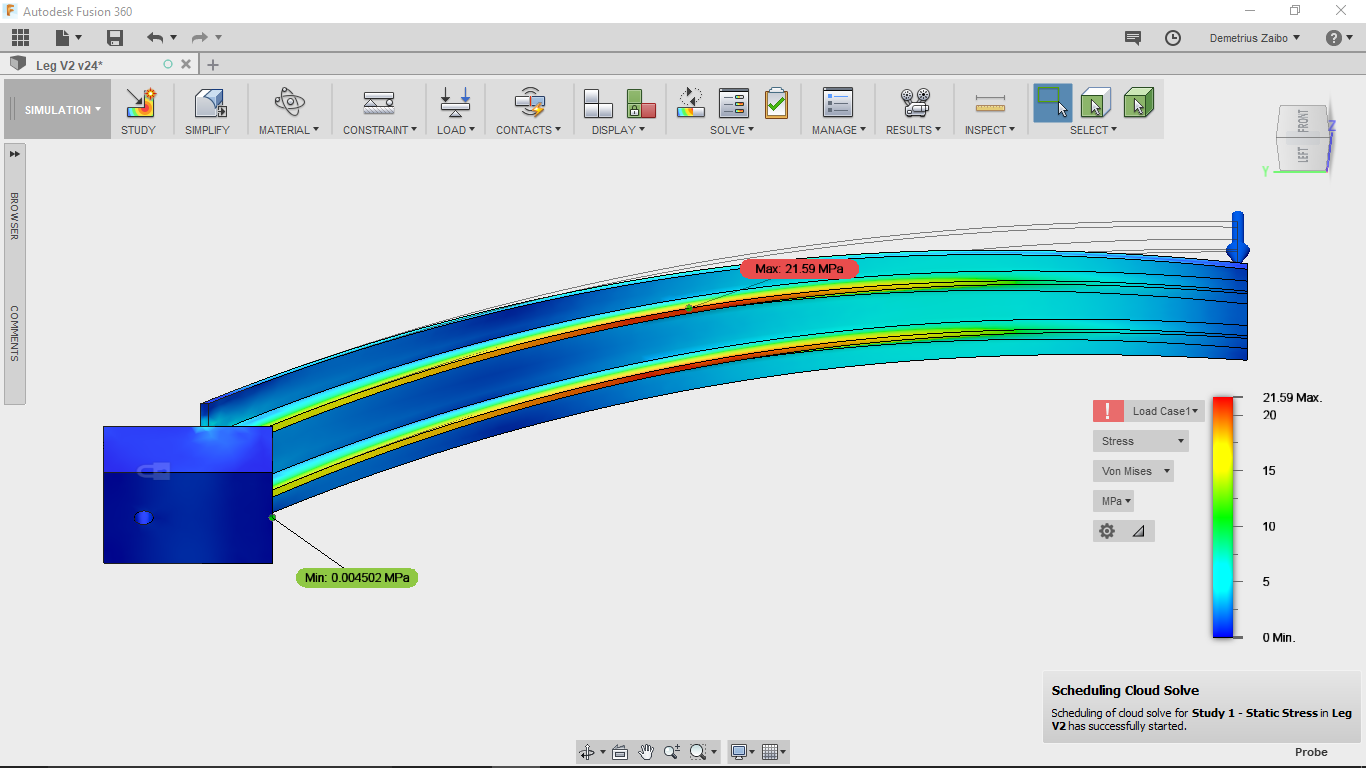 Autodesk Fusion 360
Demetrius Zaibo
Leg V2 v24*
SIMULATION
STUDY
SIMPLIFY
MATERIAL
CONSTRAINT
LOAD
CONTACTS
DISPLAY
SOLVE
MANAGE
RESULTS
INSPECT
SELECT
FRONT
LEFT
Z
Y
BROWSER
COMMENTS
Max: 21.59 MPa
Min: 0.004502 MPa
Load Case1
Stress
Von Mises
MPa
21.59 Max.
20
15
10
5
0 Min.
Scheduling Cloud Solve
Scheduling of cloud solve for Study 1 - Static Stress in Leg
V2 has successfully started.
Probe